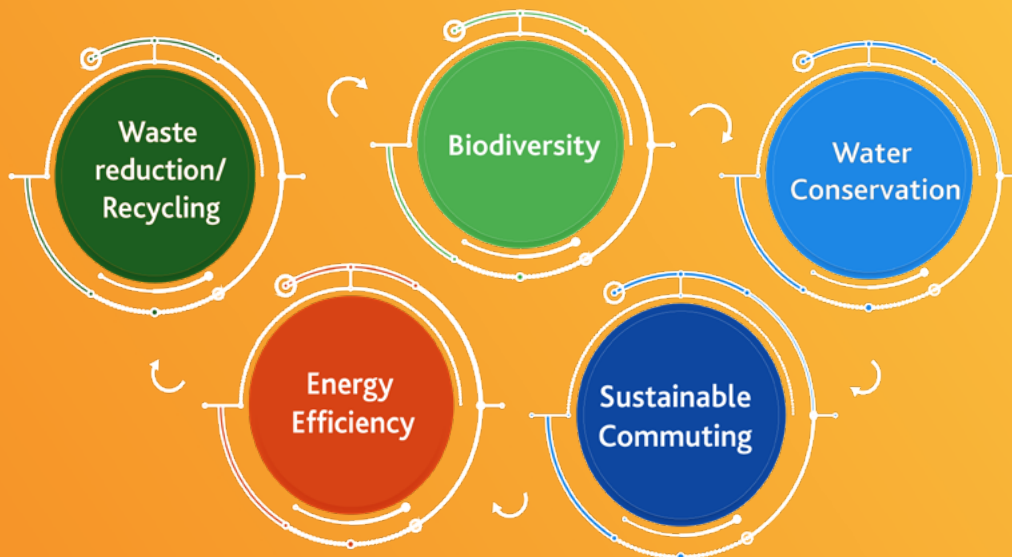 Waste
reduction/
Recycling
Biodiversity
Water
Conservation
Energy
Efficiency
Sustainable
Commuting